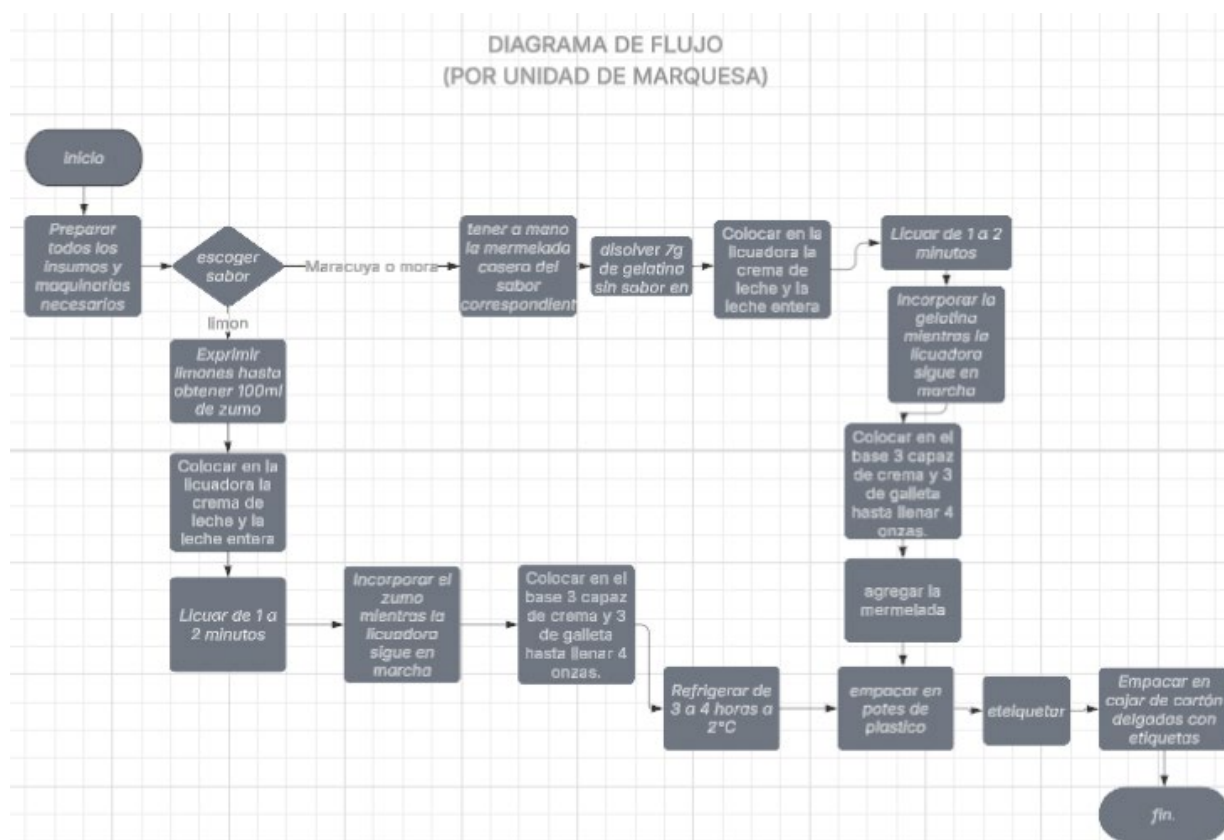 DIAGRAMA DE FLUJO
(POR UNIDAD DE MARQUESA)
inicio
Preparar
todos los
insumos y
maquinarias
necesarios
escoger
sabor
Maracuya o mora
tener a mano
la mermelada
casera del
sabor
correspondient
disolver 7g
de gelatina
sin sabor en
Colocar en la
licuadora la
crema de
leche y la
leche entera
Licuar de 1 a 2
minutos
Incorporar la
gelatina
mientras la
licuadora
sigue en
marcha
Colocar en el
base 3 capaz
de crema y 3
de galleta
hasta llenar 4
onzas.
agregar la
mermelada
limon
Exprimir
limones hasta
obtener 100ml
de zumo
Colocar en la
licuadora la
crema de
leche y la
leche entera
Licuar de 1 a
2 minutos
Incorporar el
zumo
mientras la
licuadora
sigue en
marcha
Colocar en el
base 3 capaz
de crema y 3
de galleta
hasta llenar 4
onzas.
Refrigerar de
3 a 4 horas a
2°C
empacar en
potes de
plastico
eteiquetar
Empacar en
cajar de cartón
delgados con
etiquetas
fin.